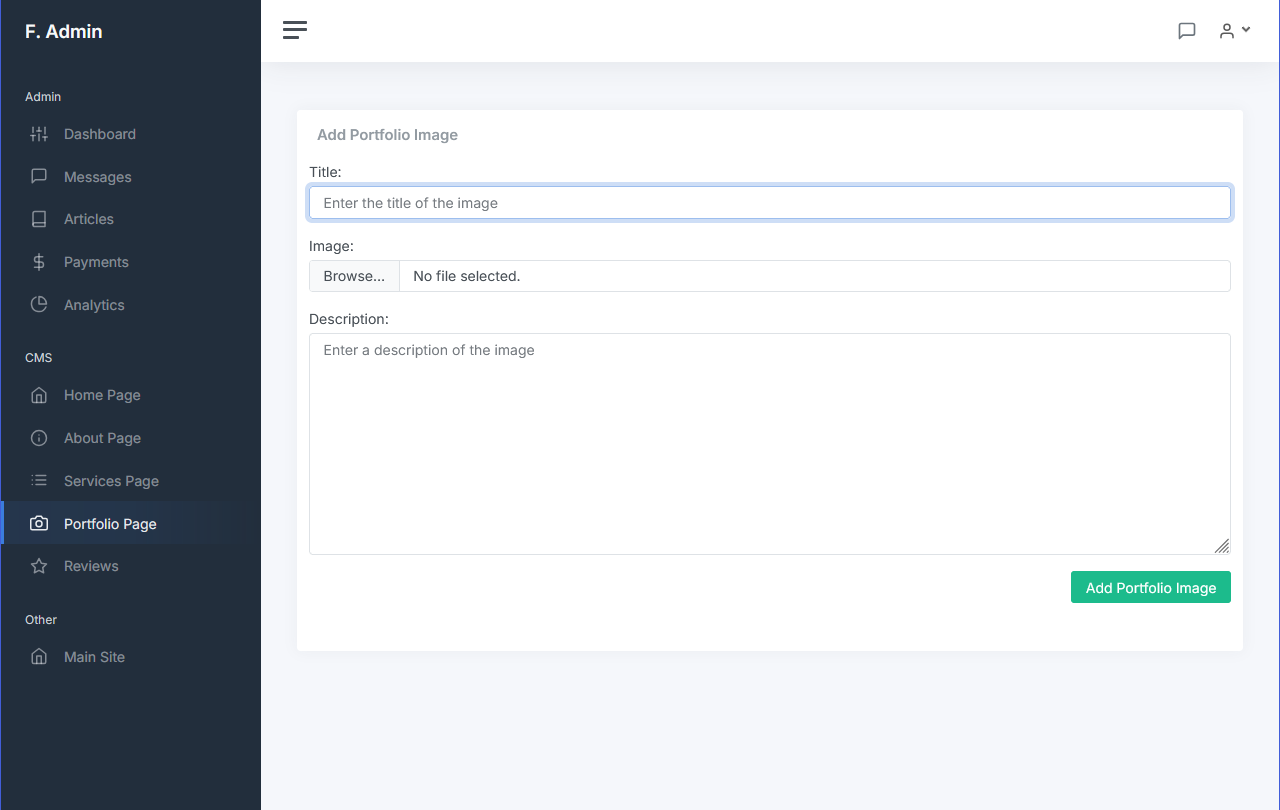 F. Admin
Admin
Dashboard
Messages
Articles
Payments
Analytics
CMS
Home Page
About Page
Services Page
Portfolio Page
Reviews
Other
Main Site
Add Portfolio Image
Title:
Enter the title of the image
Image:
Browse... No file selected.
Description:
Enter a description of the image
Add Portfolio Image